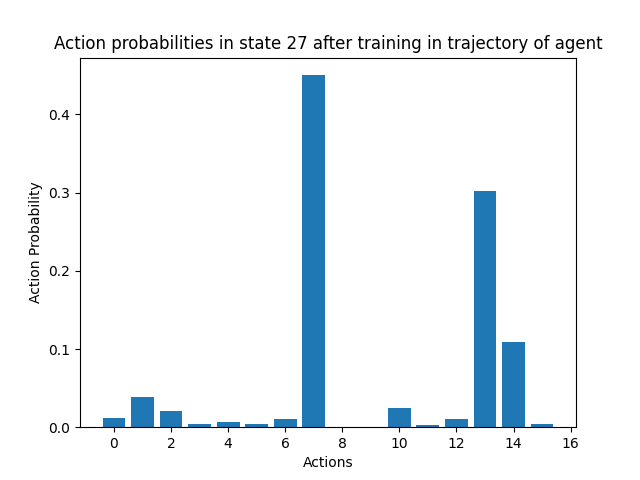 Action probabilities in state 27 after training in trajectory of agent
Action Probability
0.4
0.3
0.2
0.1
0.0
0 2 4 6 8 10 12 14 16
Actions